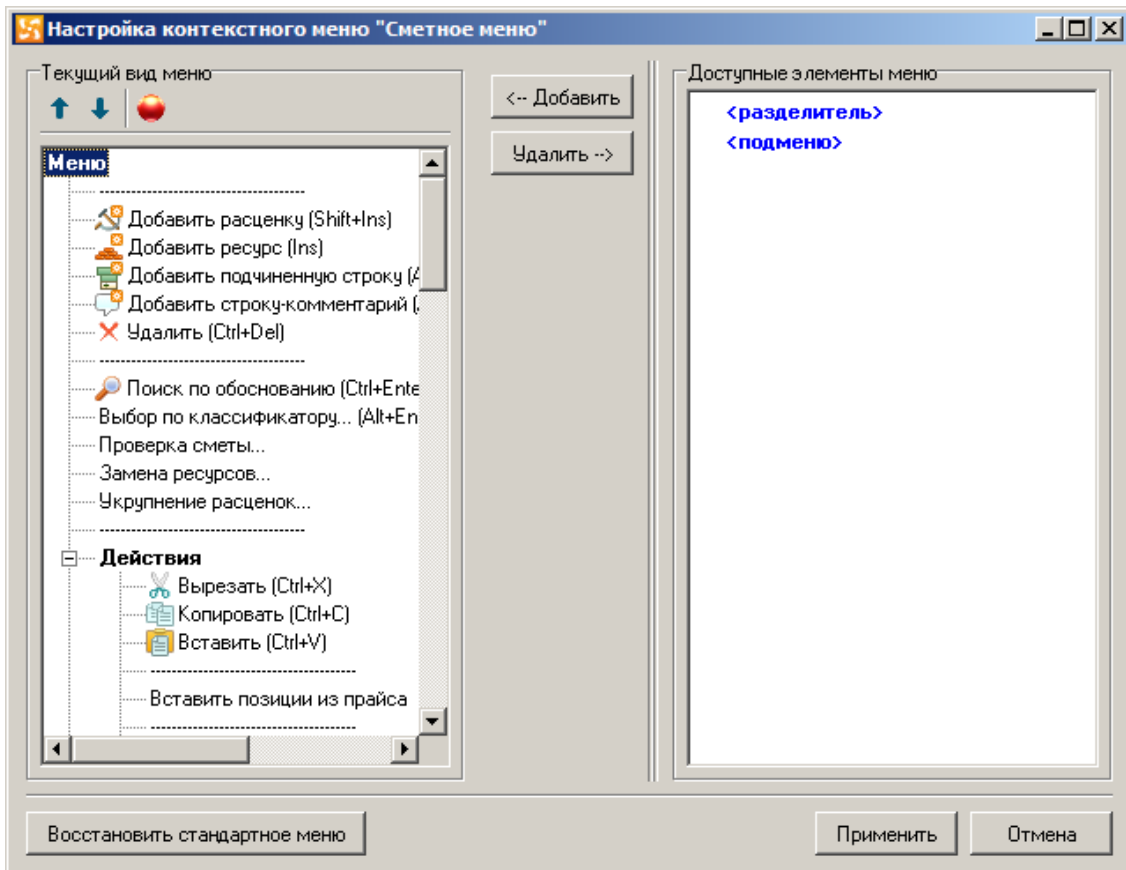 Настройка контекстного меню "Сметное меню"
Текущий вид меню
<-- Добавить
Удалить -->
Доступные элементы меню
<разделитель>
<подменю>
Меню
------------------------------------
Добавить расценку (Shift+Ins)
Добавить ресурс (Ins)
Добавить подчиненную строку (A
Добавить строку-комментарий (
Удалить (Ctrl+Del)
------------------------------------
Поиск по обоснованию (Ctrl+Ente
Выбор по классификатору... (Alt+En
Проверка сметы...
Замена ресурсов...
Укрупнение расценок...
------------------------------------
Действия
Вырезать (Ctrl+X)
Копировать (Ctrl+C)
Вставить (Ctrl+V)
------------------------------------
Вставить позиции из прайса
------------------------------------
Восстановить стандартное меню
Применить
Отмена